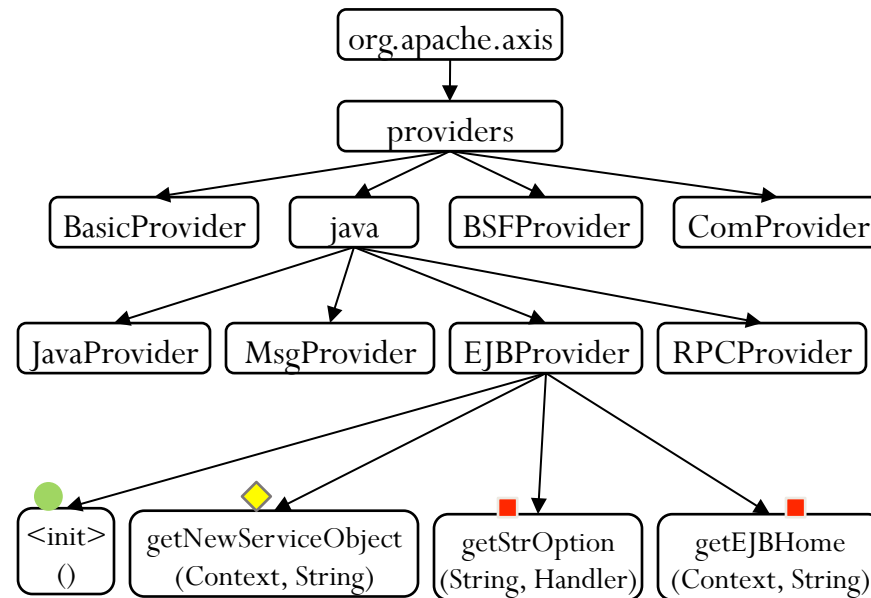 org.apache.axis
providers
BasicProvider
java
BSFProvider
ComProvider
JavaProvider
MsgProvider
EJBProvider
RPCProvider
<init>
()
getNewServiceObject
(Context, String)
getStrOption
(String, Handler)
getEJBHome
(Context, String)